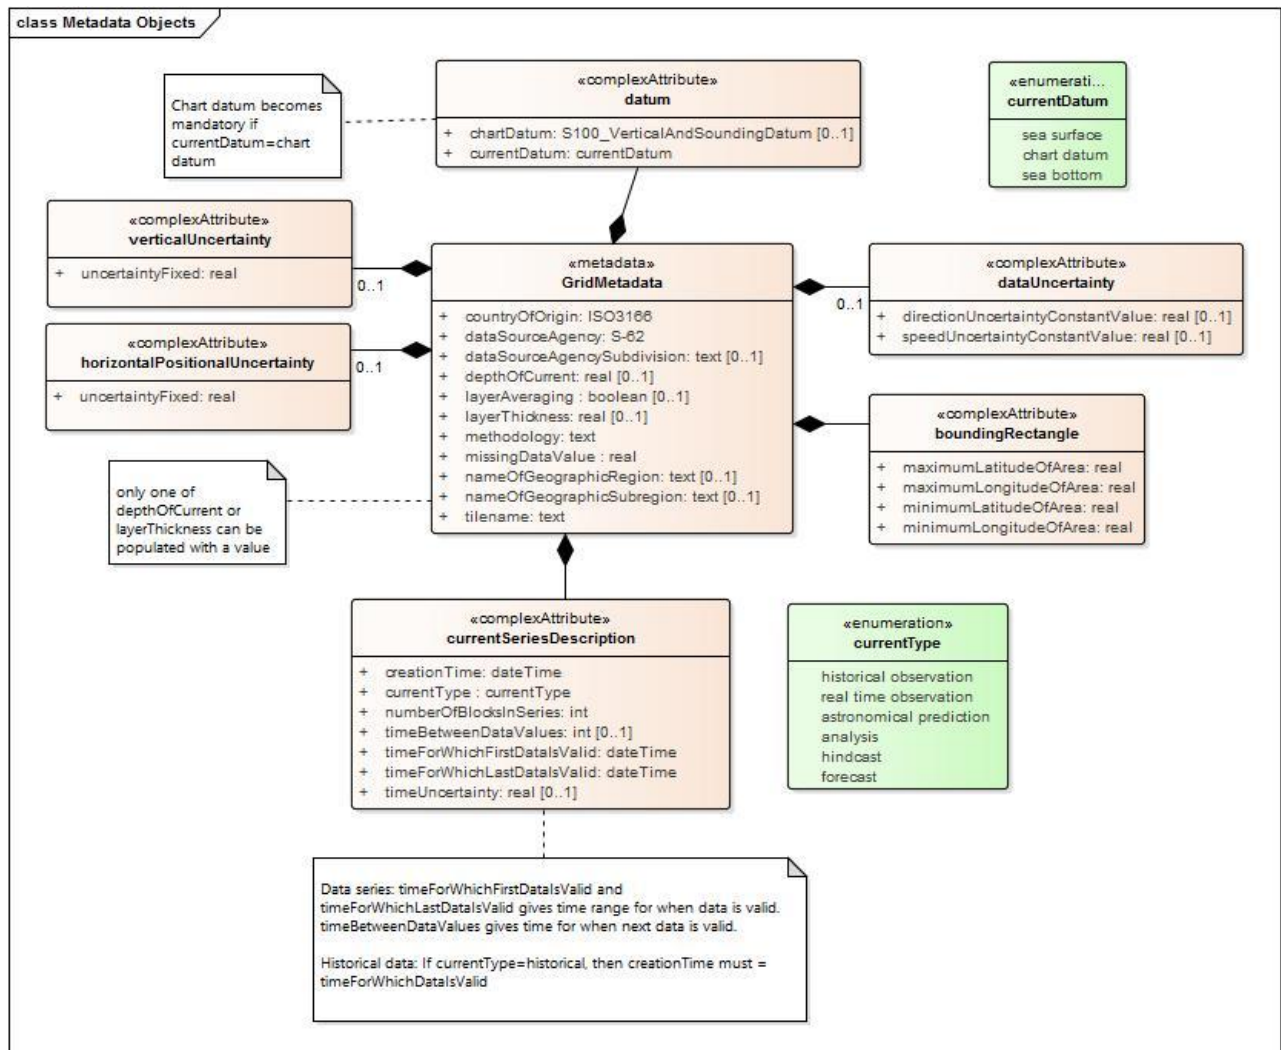 class Metadata Objects
Chart datum becomes
mandatory if
currentDatum=chart
datum
«complexAttribute»
datum
+ chartDatum: S100_VerticalAndSoundingDatum [0..1]
+ currentDatum: currentDatum
«enumerati...
currentDatum
sea surface
chart datum
sea bottom
«complexAttribute»
verticalUncertainty
+ uncertaintyFixed: real
0..1
«complexAttribute»
horizontalPositionalUncertainty
+ uncertaintyFixed: real
0..1
«metadata»
GridMetadata
+ countryOfOrigin: ISO3166
+ dataSourceAgency: S-62
+ dataSourceAgencySubdivision: text [0..1]
+ depthOfCurrent: real [0..1]
+ layerAveraging : boolean [0..1]
+ layerThickness: real [0..1]
+ methodology: text
+ missingDataValue : real
+ nameOfGeographicRegion: text [0..1]
+ nameOfGeographicSubregion: text [0..1]
+ tilename: text
0..1
«complexAttribute»
dataUncertainty
+ directionUncertaintyConstantValue: real [0..1]
+ speedUncertaintyConstantValue: real [0..1]
«complexAttribute»
boundingRectangle
+ maximumLatitudeOfArea: real
+ maximumLongitudeOfArea: real
+ minimumLatitudeOfArea: real
+ minimumLongitudeOfArea: real
only one of
depthOfCurrent or
layerThickness can be
populated with a value
«complexAttribute»
currentSeriesDescription
+ creationTime: dateTime
+ currentType : currentType
+ numberOfBlocksInSeries: int
+ timeBetweenDataValues: int [0..1]
+ timeForWhichFirstDataIsValid: dateTime
+ timeForWhichLastDataIsValid: dateTime
+ timeUncertainty: real [0..1]
«enumeration»
currentType
historical observation
real time observation
astronomical prediction
analysis
hindcast
forecast
Data series: timeForWhichFirstDataIsValid and
timeForWhichLastDataIsValid gives time range for when data is valid.
timeBetweenDataValues gives time for when next data is valid.
Historical data: If currentType=historical, then creationTime must =
timeForWhichDataIsValid